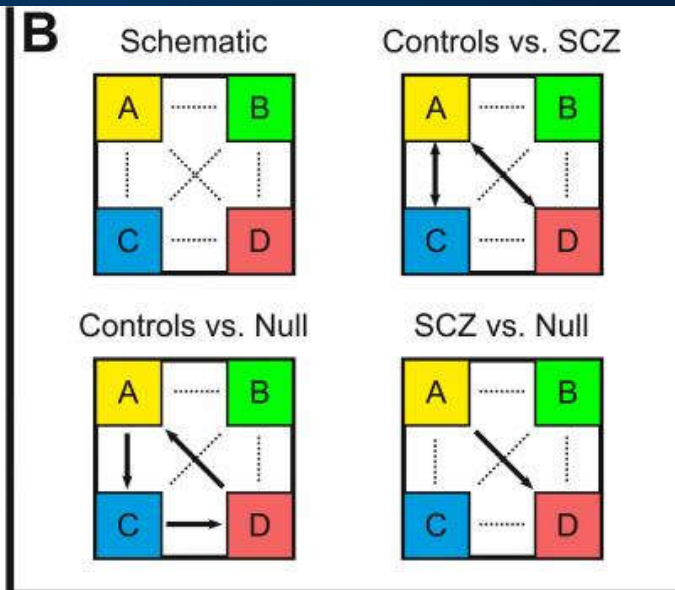 B
Schematic
Controls vs. SCZ
A B
A B
C D
C D
Controls vs. Null
SCZ vs. Null
A B
A B
C D
C D